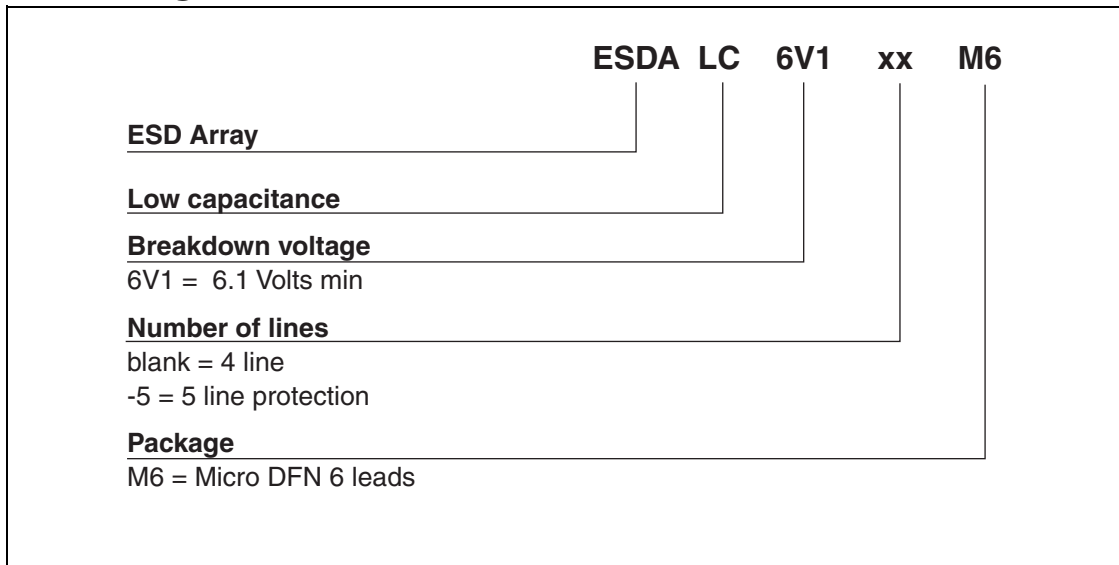 ESDA LC 6V1 xx M6
ESD Array
Low capacitance
Breakdown voltage
6V1 = 6.1 Volts min
Number of lines
blank = 4 line
-5 = 5 line protection
Package
M6 = Micro DFN 6 leads